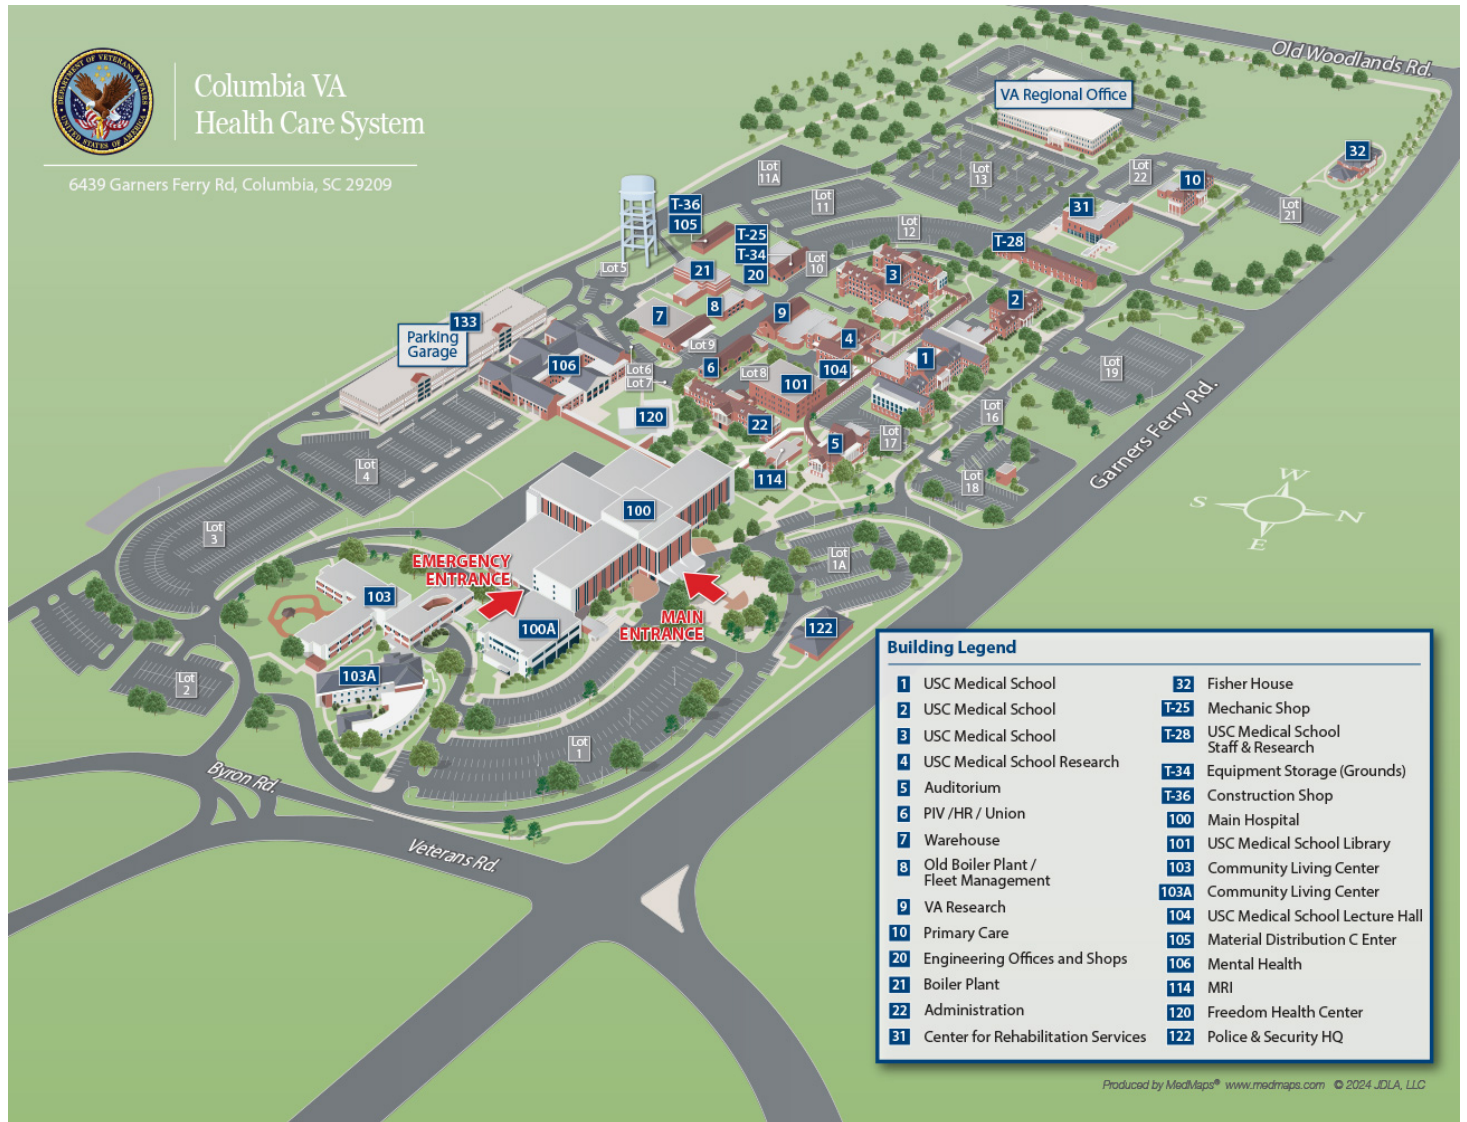 Columbia VA
Health Care System
6439 Garners Ferry Rd, Columbia, SC 29209
DEPARTMENT OF VETERANS AFFAIRS
UNITED STATES OF AMERICA
Old Woodlands Rd.
VA Regional Office
32
Lot
11A
Lot
13
Lot
22
10
Lot
21
T-36
105
Lot
11
31
Lot
12
T-25
T-34
20
T-28
Lot 5
21
Lot
10
3
2
8
9
7
133
Parking
Garage
4
Lot 9
1
106
6
Lot6
Lot7
Lot 8
104
101
Lot
19
120
22
Lot
16
5
Lot
17
Garners Ferry Rd.
Lot
4
114
Lot
18
W
S
N
E
100
Lot
3
EMERGENCY
ENTRANCE
Lot
1A
103
MAIN
ENTRANCE
100A
122
103A
Lot
2
Lot
1
Byron Rd.
Veterans Rd.
Building Legend
1 USC Medical School
2 USC Medical School
3 USC Medical School
4 USC Medical School Research
5 Auditorium
6 PIV /HR / Union
7 Warehouse
8 Old Boiler Plant /
Fleet Management
9 VA Research
10 Primary Care
20 Engineering Offices and Shops
21 Boiler Plant
22 Administration
31 Center for Rehabilitation Services
32 Fisher House
T-25 Mechanic Shop
T-28 USC Medical School
Staff & Research
T-34 Equipment Storage (Grounds)
T-36 Construction Shop
100 Main Hospital
101 USC Medical School Library
103 Community Living Center
103A Community Living Center
104 USC Medical School Lecture Hall
105 Material Distribution C Enter
106 Mental Health
114 MRI
120 Freedom Health Center
122 Police & Security HQ
Produced by MedMaps® www.medmaps.com © 2024 JDLA, LLC